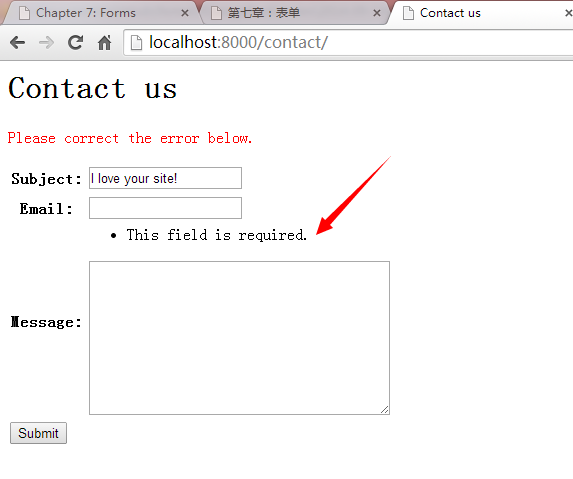 Chapter 7: Forms
第七章：表单
Contact us
localhost:8000/contact/
Contact us
Please correct the error below.
Subject: I love your site!
Email:
This field is required.
Message:
Submit